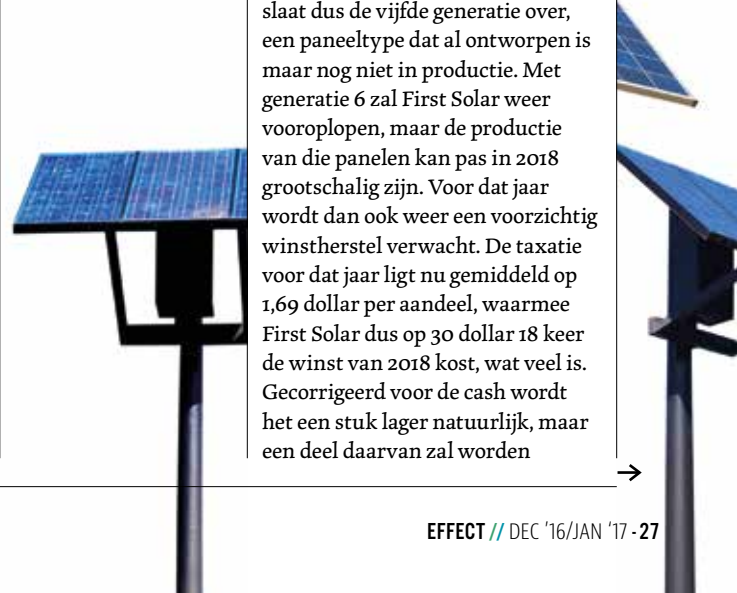 slaat dus de vijfde generatie over,
een paneeltype dat al ontworpen is
maar nog niet in productie. Met
generatie 6 zal First Solar weer
vooroplopen, maar de productie
van die panelen kan pas in 2018
grootschalig zijn. Voor dat jaar
wordt dan ook weer een voorzichtig
winstherstel verwacht. De taxatie
voor dat jaar ligt nu gemiddeld op
1,69 dollar per aandeel, waarmee
First Solar dus op 30 dollar 18 keer
de winst van 2018 kost, wat veel is.
Gecorrigeerd voor de cash wordt
het een stuk lager natuurlijk, maar
een deel daarvan zal worden
→
EFFECT // DEC '16/JAN '17 - 27